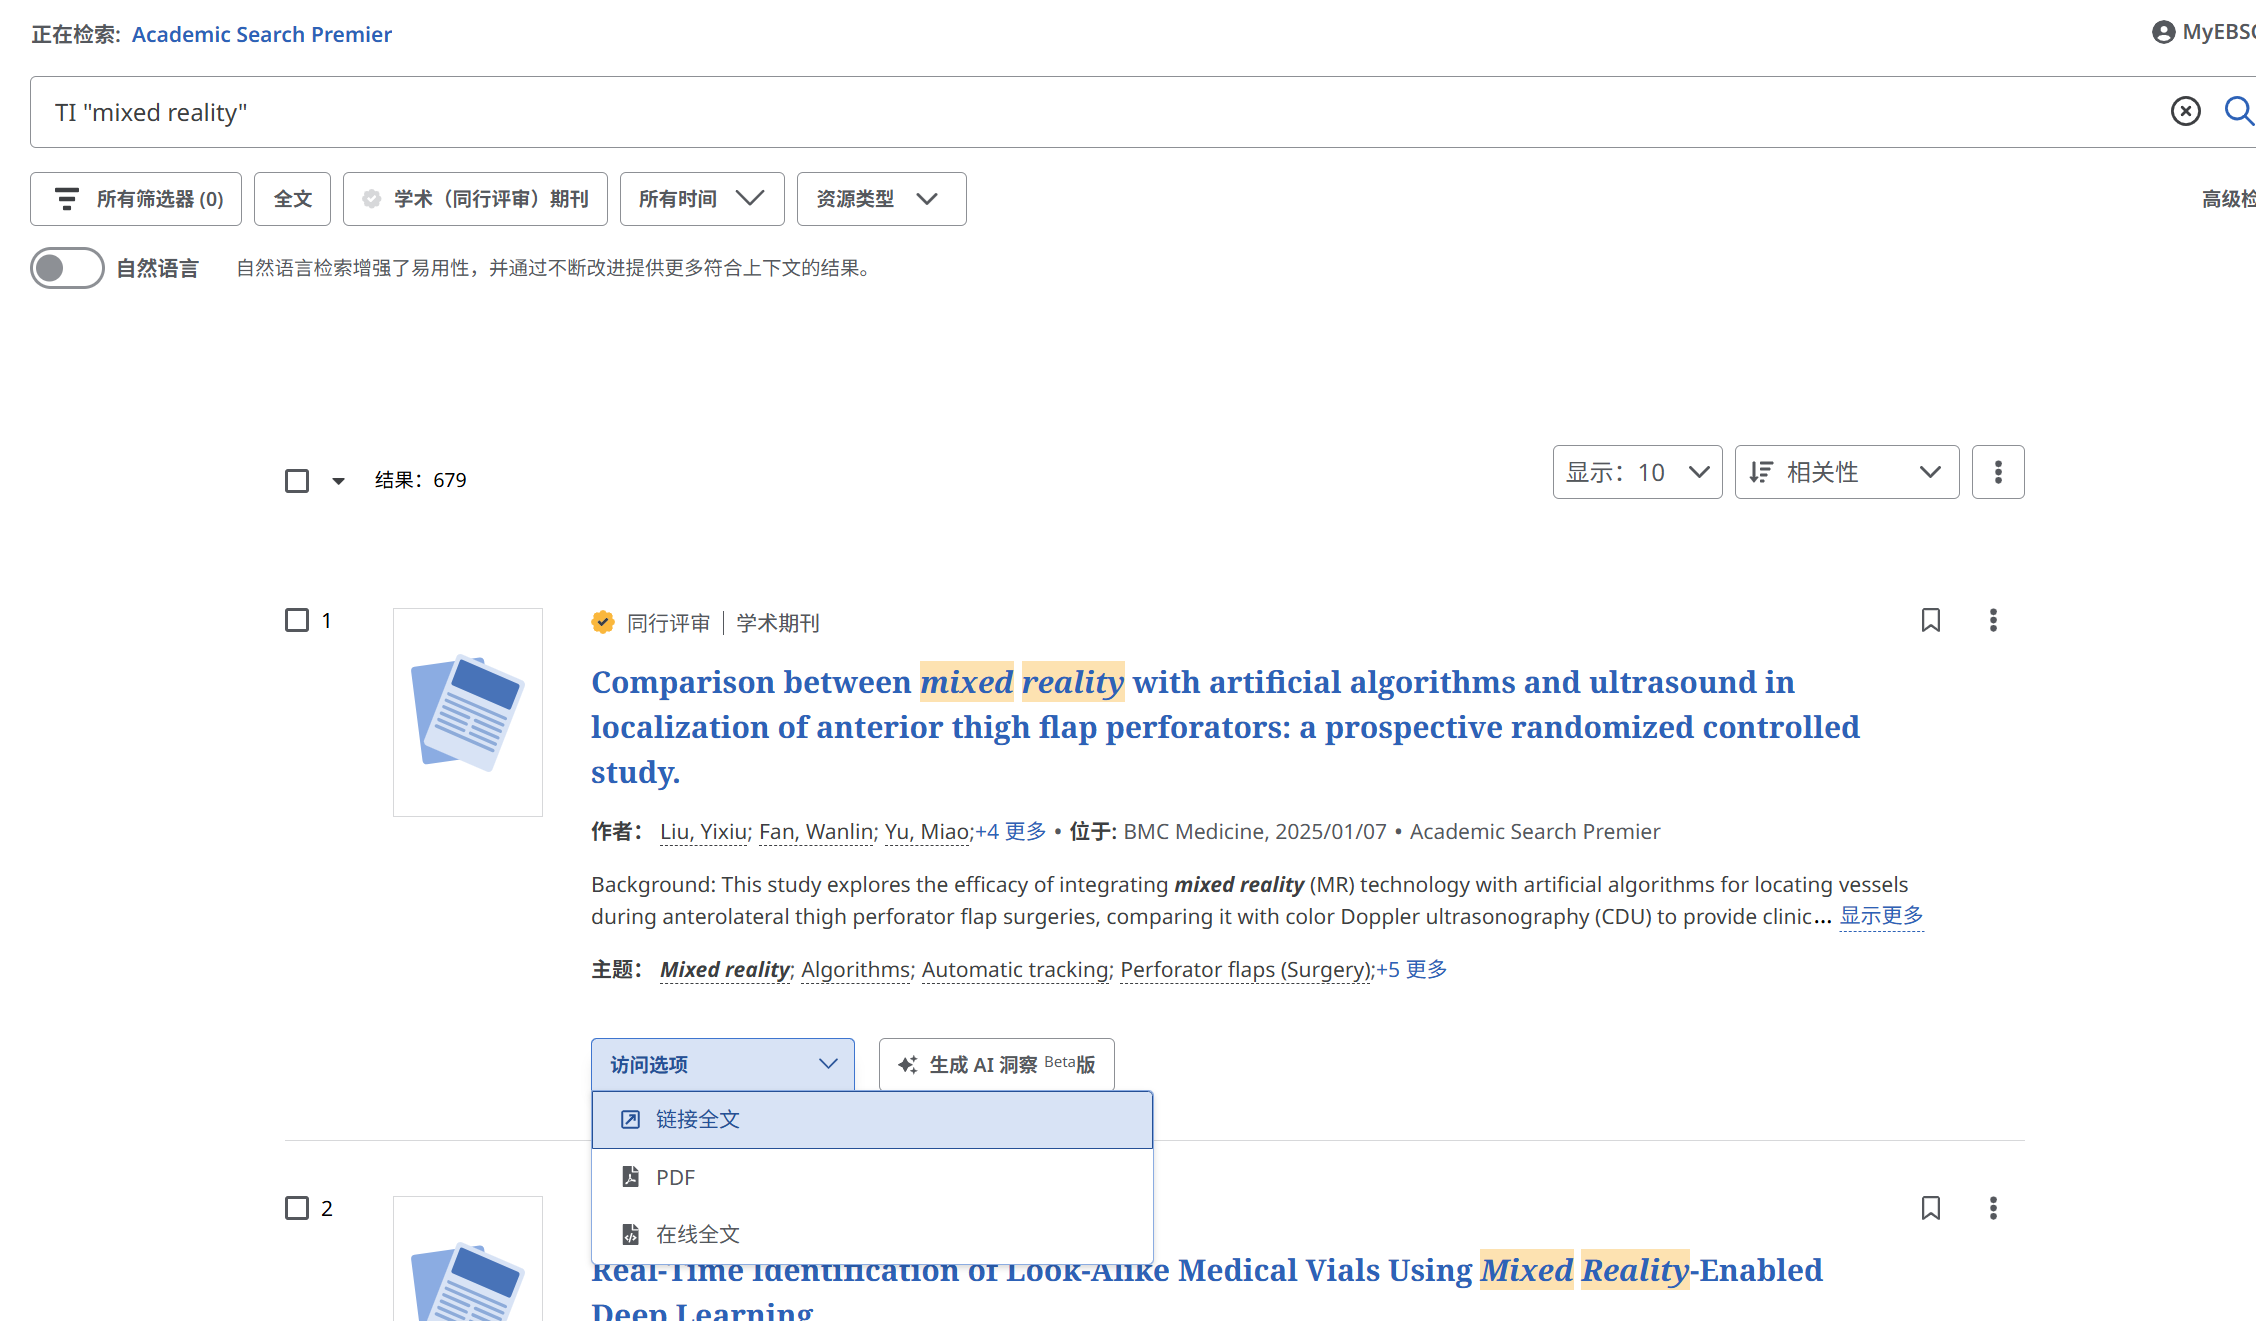 正在检索: Academic Search Premier
MyEBSC
TI "mixed reality"
所有筛选器 (0)
全文
学术（同行评审）期刊
所有时间
资源类型
高级检
自然语言
自然语言检索增强了易用性，并通过不断改进提供更多符合上下文的结果。
结果：679
显示：10
相关性
1
同行评审 | 学术期刊
Comparison between mixed reality with artificial algorithms and ultrasound in
localization of anterior thigh flap perforators: a prospective randomized controlled
study.
作者： Liu, Yixiu; Fan, Wanlin; Yu, Miao;+4 更多 • 位于: BMC Medicine, 2025/01/07 • Academic Search Premier
Background: This study explores the efficacy of integrating mixed reality (MR) technology with artificial algorithms for locating vessels
during anterolateral thigh perforator flap surgeries, comparing it with color Doppler ultrasonography (CDU) to provide clinic... 显示更多
主题： Mixed reality; Algorithms; Automatic tracking; Perforator flaps (Surgery);+5 更多
访问选项
生成 AI 洞察 Beta版
链接全文
PDF
在线全文
2
Real-Time Identification of Look-Alike Medical Vials Using Mixed Reality-Enabled
Deep Learning